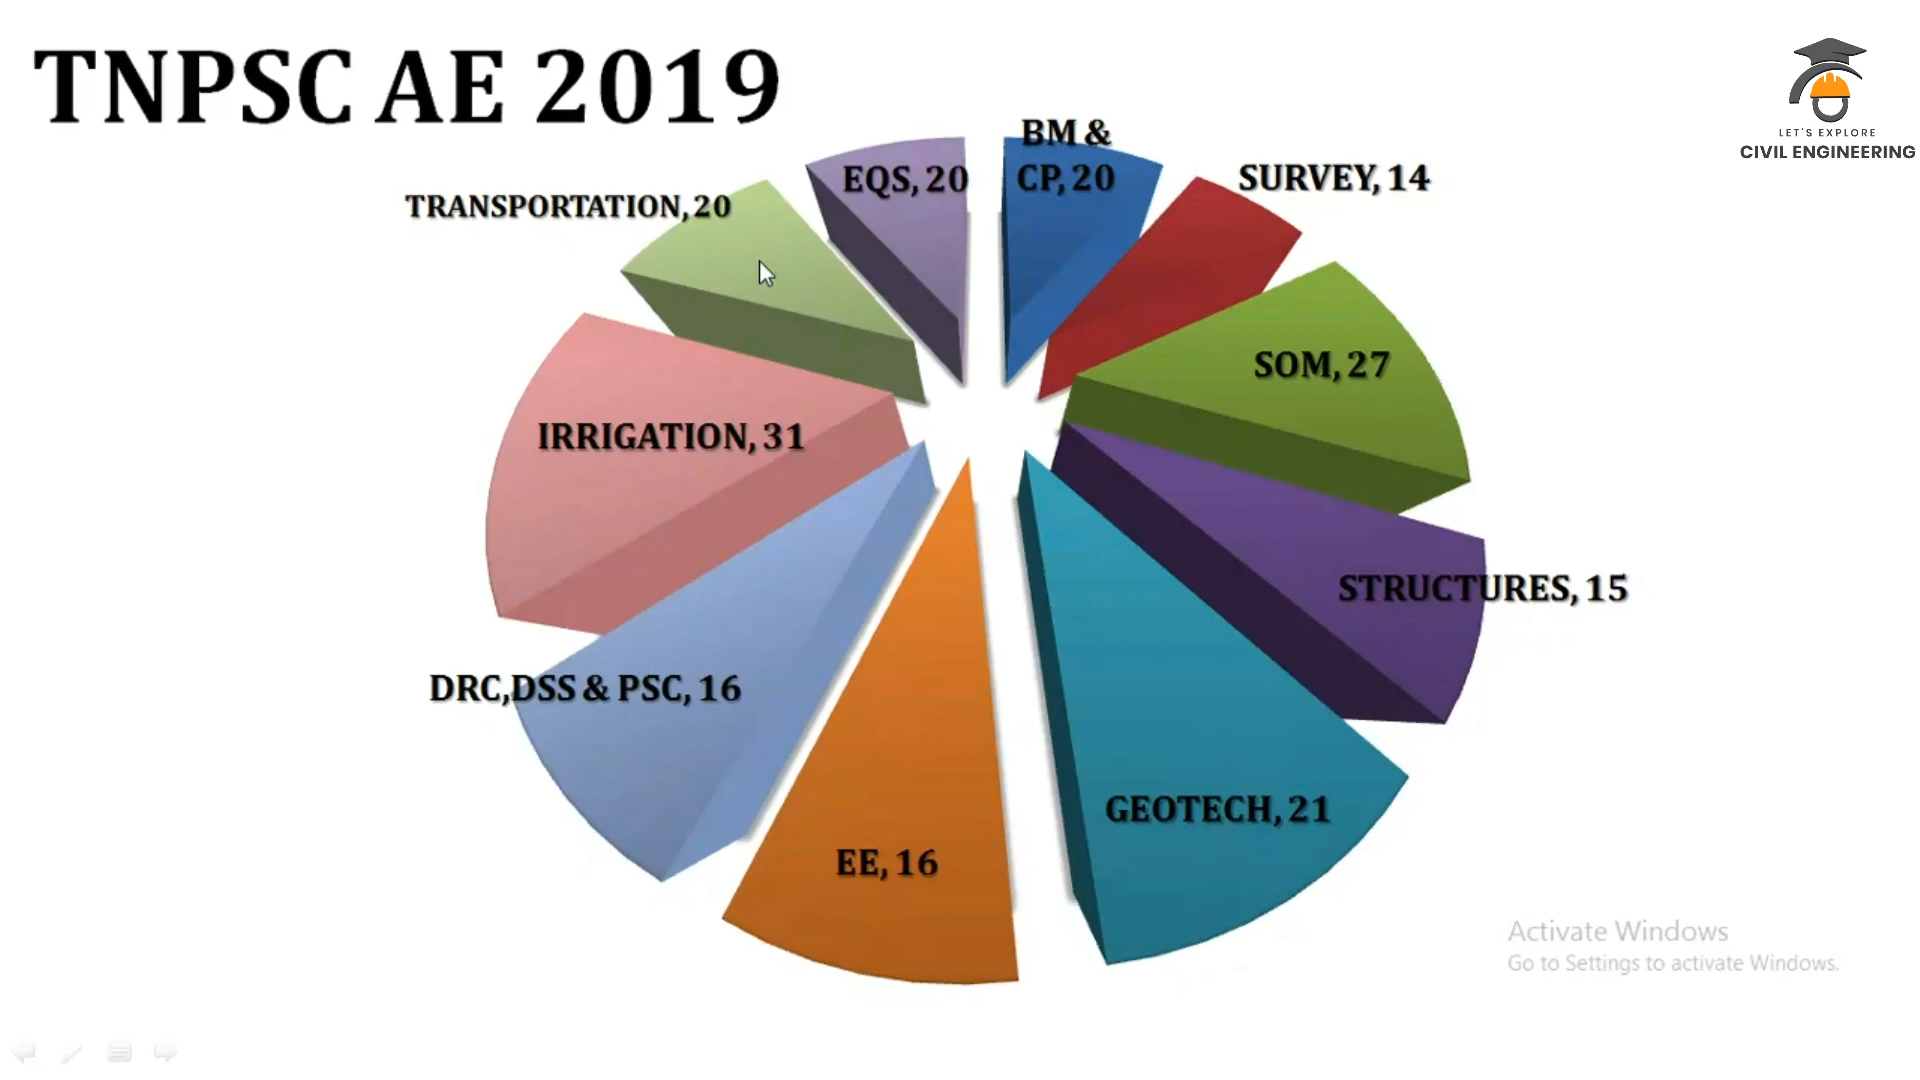 TNPSC AE 2019
LET'S EXPLORE
CIVIL ENGINEERING
BM &
CP, 20
EQS, 20
SURVEY, 14
TRANSPORTATION, 20
SOM, 27
IRRIGATION, 31
STRUCTURES, 15
DRC,DSS & PSC, 16
GEOTECH, 21
EE, 16
Activate Windows
Go to Settings to activate Windows.